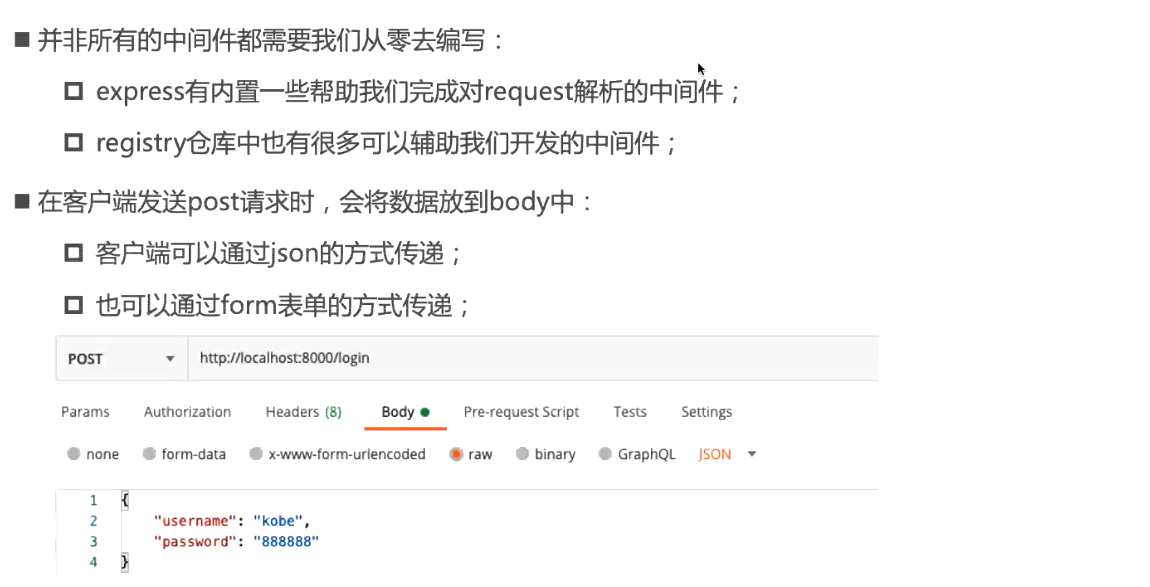 并非所有的中间件都需要我们从零去编写：
express有内置一些帮助我们完成对request解析的中间件；
registry仓库中也有很多可以辅助我们开发的中间件；
在客户端发送post请求时，会将数据放到body中：
客户端可以通过json的方式传递；
也可以通过form表单的方式传递；
POST http://localhost:8000/login
Params Authorization Headers (8) Body Pre-request Script Tests Settings
none form-data x-www-form-urlencoded raw binary GraphQL JSON
1 {
2 "username": "kobe",
3 "password": "888888"
4 }